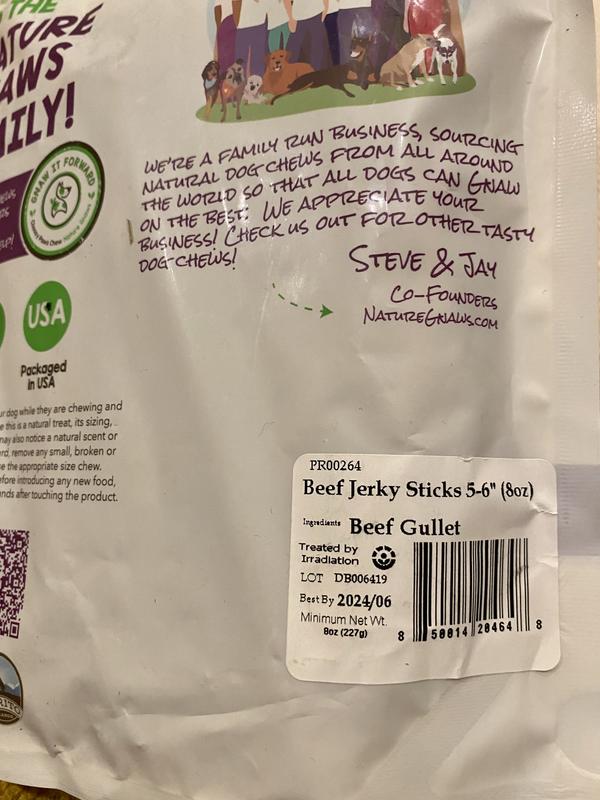 THE
NATURE
GNAWS
FAMILY!
GNAW IT FORWARD
USA
Packaged
in USA
WE'RE A FAMILY RUN BUSINESS, SOURCING
NATURAL DOG CHEWS FROM ALL AROUND
THE WORLD SO THAT ALL DOGS CAN GNAW
ON THE BEST. WE APPRECIATE YOUR
BUSINESS! CHECK US OUT FOR OTHER TASTY
DOG CHEWS!
STEVE & JAY
CO-FOUNDERS
NATUREGNAWS.COM
ur dog while they are chewing and
e this is a natural treat, its sizing,
may also notice a natural scent or
rd, remove any small, broken or
se the appropriate size chew.
efore introducing any new food,
nds after touching the product.
PR00264
Beef Jerky Sticks 5-6" (8oz)
Ingredients Beef Gullet
Treated by
Irradiation
LOT DB006419
Best By 2024/06
Minimum Net Wt.
8oz (227g)
8 50014 20464 8